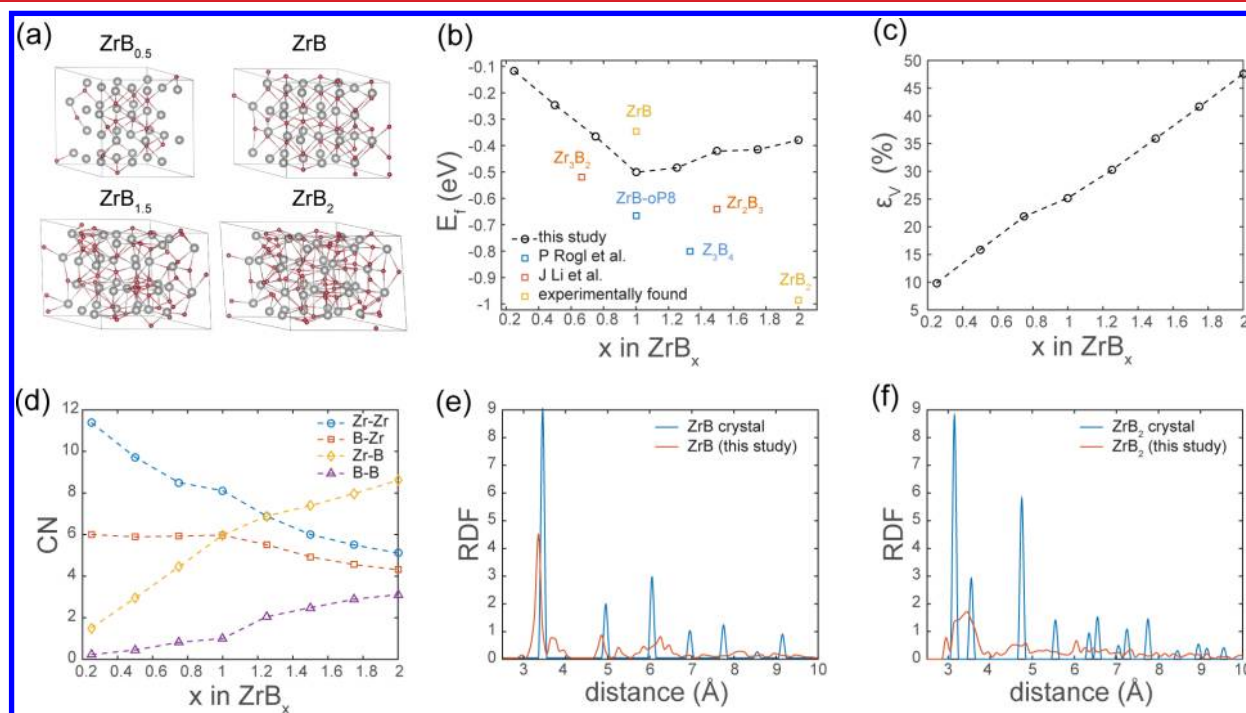 (a)
ZrB0.5
ZrB
ZrB1.5
ZrB2
(b)
-0.1
-0.2
-0.3
-0.4
-0.5
-0.6
-0.7
-0.8
-0.9
-1
Ef (eV)
ZrB
Zr3B2
ZrB-oP8
Zr2B3
Z3B4
ZrB2
this study
P Rogl et al.
J Li et al.
experimentally found
0.2 0.4 0.6 0.8 1 1.2 1.4 1.6 1.8 2
x in ZrBx
(c)
50
45
40
35
30
25
20
15
10
5
εV (%)
0.2 0.4 0.6 0.8 1 1.2 1.4 1.6 1.8 2
x in ZrBx
(d)
12
10
8
6
4
2
0
CN
Zr-Zr
B-Zr
Zr-B
B-B
0.2 0.4 0.6 0.8 1 1.2 1.4 1.6 1.8 2
x in ZrBx
(e)
9
8
7
6
5
4
3
2
1
0
RDF
ZrB crystal
ZrB (this study)
3 4 5 6 7 8 9 10
distance (Å)
(f)
9
8
7
6
5
4
3
2
1
0
RDF
ZrB2 crystal
ZrB2 (this study)
3 4 5 6 7 8 9 10
distance (Å)